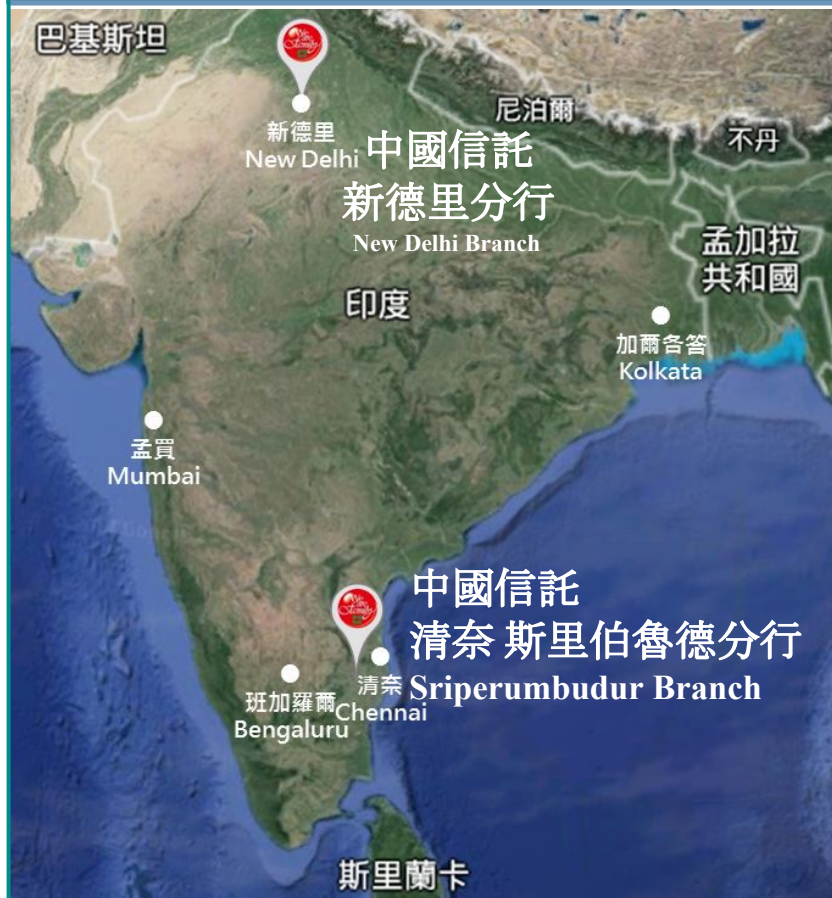 巴基斯坦
We are
Family
尼泊爾
新德里
New Delhi
不丹
中國信託
新德里分行
New Delhi Branch
孟加拉
共和國
印度
加爾各答
Kolkata
孟買
Mumbai
中國信託
清奈 斯里伯魯德分行
Sriperumbudur Branch
清奈
Chennai
班加羅爾
Bengaluru
斯里蘭卡